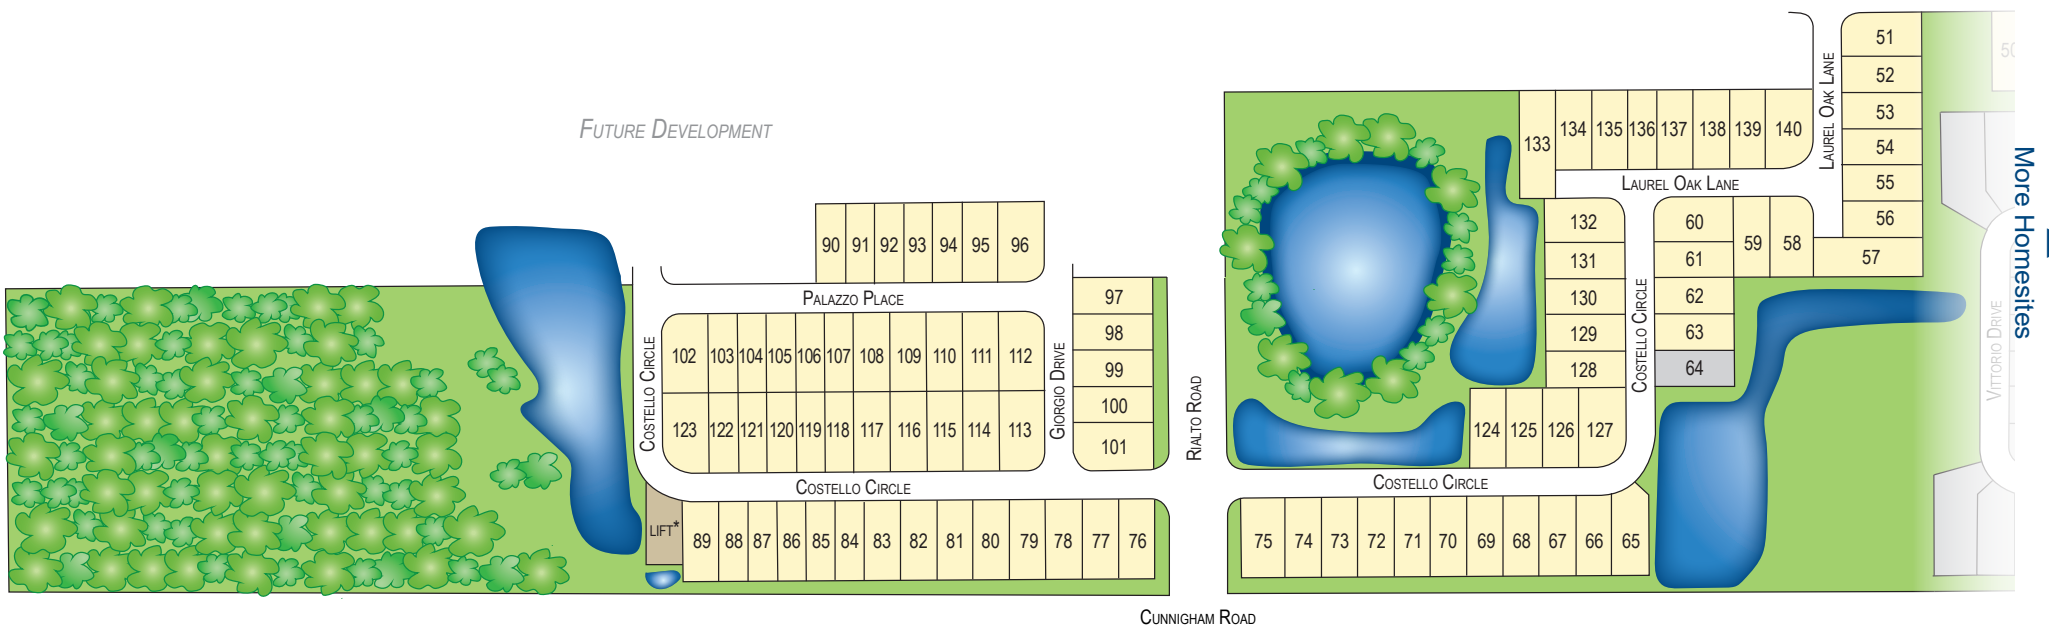 FUTURE DEVELOPMENT
90 91 92 93 94 95 96
PALAZZO PLACE
COSTELLO CIRCLE
102 103 104 105 106 107 108 109 110 111 112
123 122 121 120 119 118 117 116 115 114 113
GIORGIO DRIVE
97
98
99
100
101
COSTELLO CIRCLE
LIFT*
89 88 87 86 85 84 83 82 81 80 79 78 77 76
RIALTO ROAD
CUNNIGHAM ROAD
133 134 135 136 137 138 139 140
LAUREL OAK LANE
LAUREL OAK LANE
51
52
53
54
55
56
57
58
59
60
61
62
63
64
132
131
130
129
128
COSTELLO CIRCLE
124 125 126 127
COSTELLO CIRCLE
75 74 73 72 71 70 69 68 67 66 65
50
VITTORIO DRIVE
More Homesites